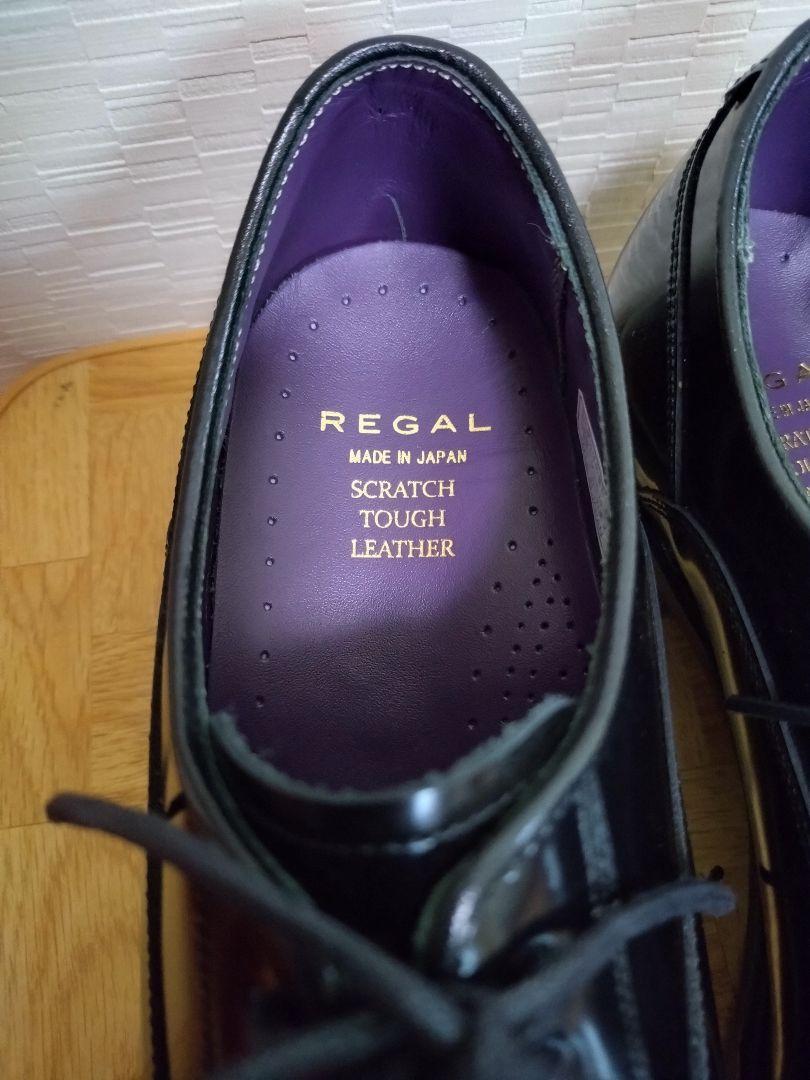 REGAL
MADE IN JAPAN
SCRATCH
TOUGH
LEATHER